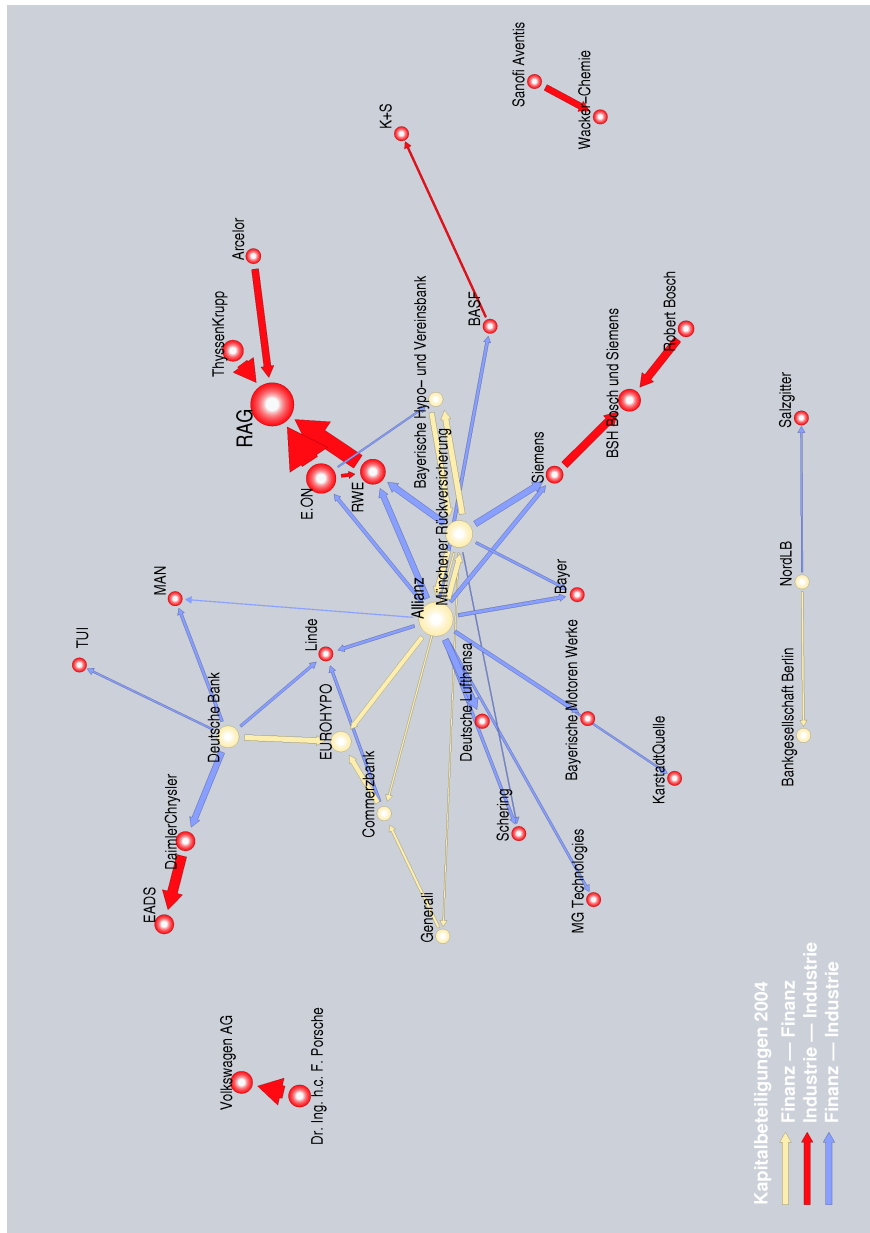 Sanofi Aventis
Wacker–Chemie
K+S
Arcelor
ThyssenKrupp
RAG
E.ON
RWE
Bayerische Hypo– und Vereinsbank
BASF
Münchener Rückversicherung
Siemens
BSH Bosch und Siemens
Robert Bosch
Salzgitter
NordLB
Bankgesellschaft Berlin
TUI
MAN
Linde
Allianz
Bayer
Deutsche Bank
EUROHYPO
Commerzbank
DaimlerChrysler
EADS
Deutsche Lufthansa
Bayerische Motoren Werke
KarstadtQuelle
Schering
MG Technologies
Generali
Volkswagen AG
Dr. Ing. h.c. F. Porsche
Kapitalbeteiligungen 2004
Finanz — Finanz
Industrie — Industrie
Finanz — Industrie